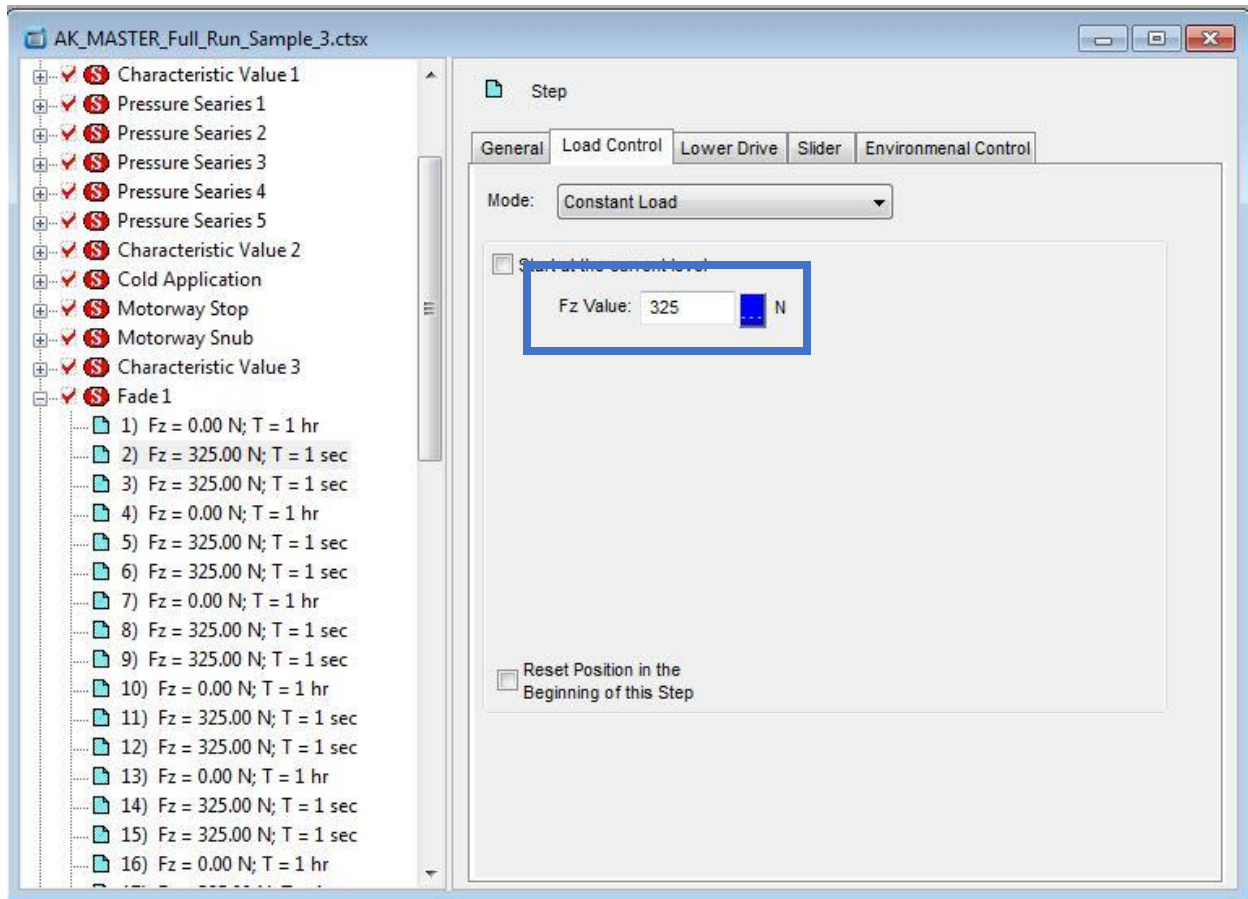 AK_MASTER_Full_Run_Sample_3.ctsx
Characteristic Value 1
Pressure Searies 1
Pressure Searies 2
Pressure Searies 3
Pressure Searies 4
Pressure Searies 5
Characteristic Value 2
Cold Application
Motorway Stop
Motorway Snub
Characteristic Value 3
Fade 1
1) Fz = 0.00 N; T = 1 hr
2) Fz = 325.00 N; T = 1 sec
3) Fz = 325.00 N; T = 1 sec
4) Fz = 0.00 N; T = 1 hr
5) Fz = 325.00 N; T = 1 sec
6) Fz = 325.00 N; T = 1 sec
7) Fz = 0.00 N; T = 1 hr
8) Fz = 325.00 N; T = 1 sec
9) Fz = 325.00 N; T = 1 sec
10) Fz = 0.00 N; T = 1 hr
11) Fz = 325.00 N; T = 1 sec
12) Fz = 325.00 N; T = 1 sec
13) Fz = 0.00 N; T = 1 hr
14) Fz = 325.00 N; T = 1 sec
15) Fz = 325.00 N; T = 1 sec
16) Fz = 0.00 N; T = 1 hr
Step
General Load Control Lower Drive Slider Environmenal Control
Mode: Constant Load
Start at the current level
Fz Value: 325 ... N
Reset Position in the
Beginning of this Step